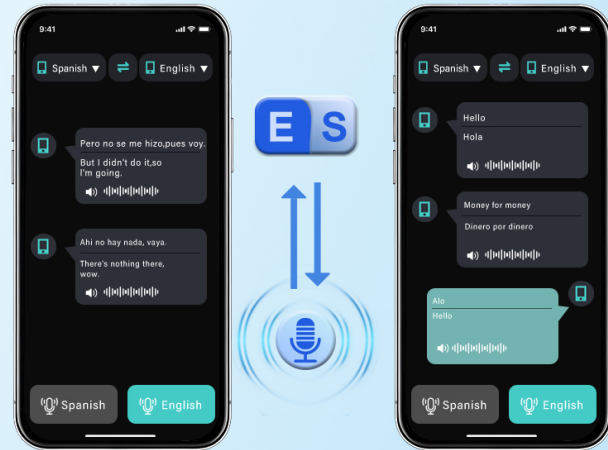 9:41
Spanish ▼ ⇌ English ▼
Pero no se me hizo,pues voy.
But I didn't do it,so
I'm going.
Ahi no hay nada, vaya.
There's nothing there,
wow.
Spanish
English
E S
9:41
Spanish ▼ ⇌ English ▼
Hello
Hola
Money for money
Dinero por dinero
Alo
Hello
Spanish
English